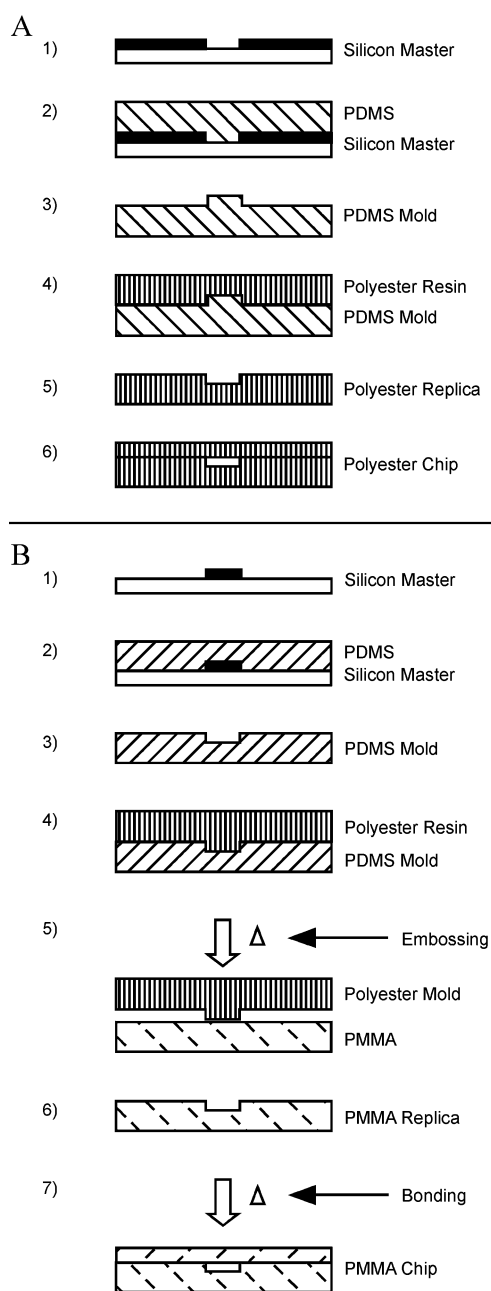 A
1) Silicon Master
2) PDMS
Silicon Master
3) PDMS Mold
4) Polyester Resin
PDMS Mold
5) Polyester Replica
6) Polyester Chip
B
1) Silicon Master
2) PDMS
Silicon Master
3) PDMS Mold
4) Polyester Resin
PDMS Mold
5) Δ Embossing
Polyester Mold
PMMA
6) PMMA Replica
7) Δ Bonding
PMMA Chip